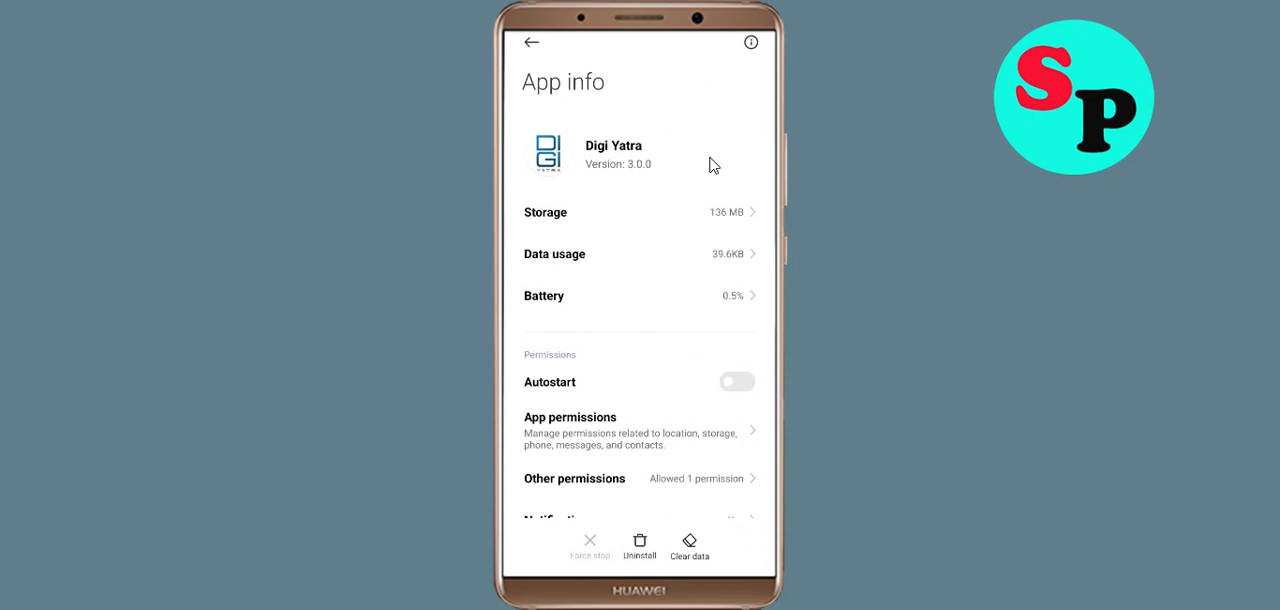 App info
Digi Yatra
Version: 3.0.0
DIGI
YATRA
Storage 136 MB
Data usage 39.6KB
Battery 0.5%
Permissions
Autostart
App permissions
Manage permissions related to location, storage,
phone, messages, and contacts.
Other permissions Allowed 1 permission
Force stop Uninstall Clear data
HUAWEI
SP